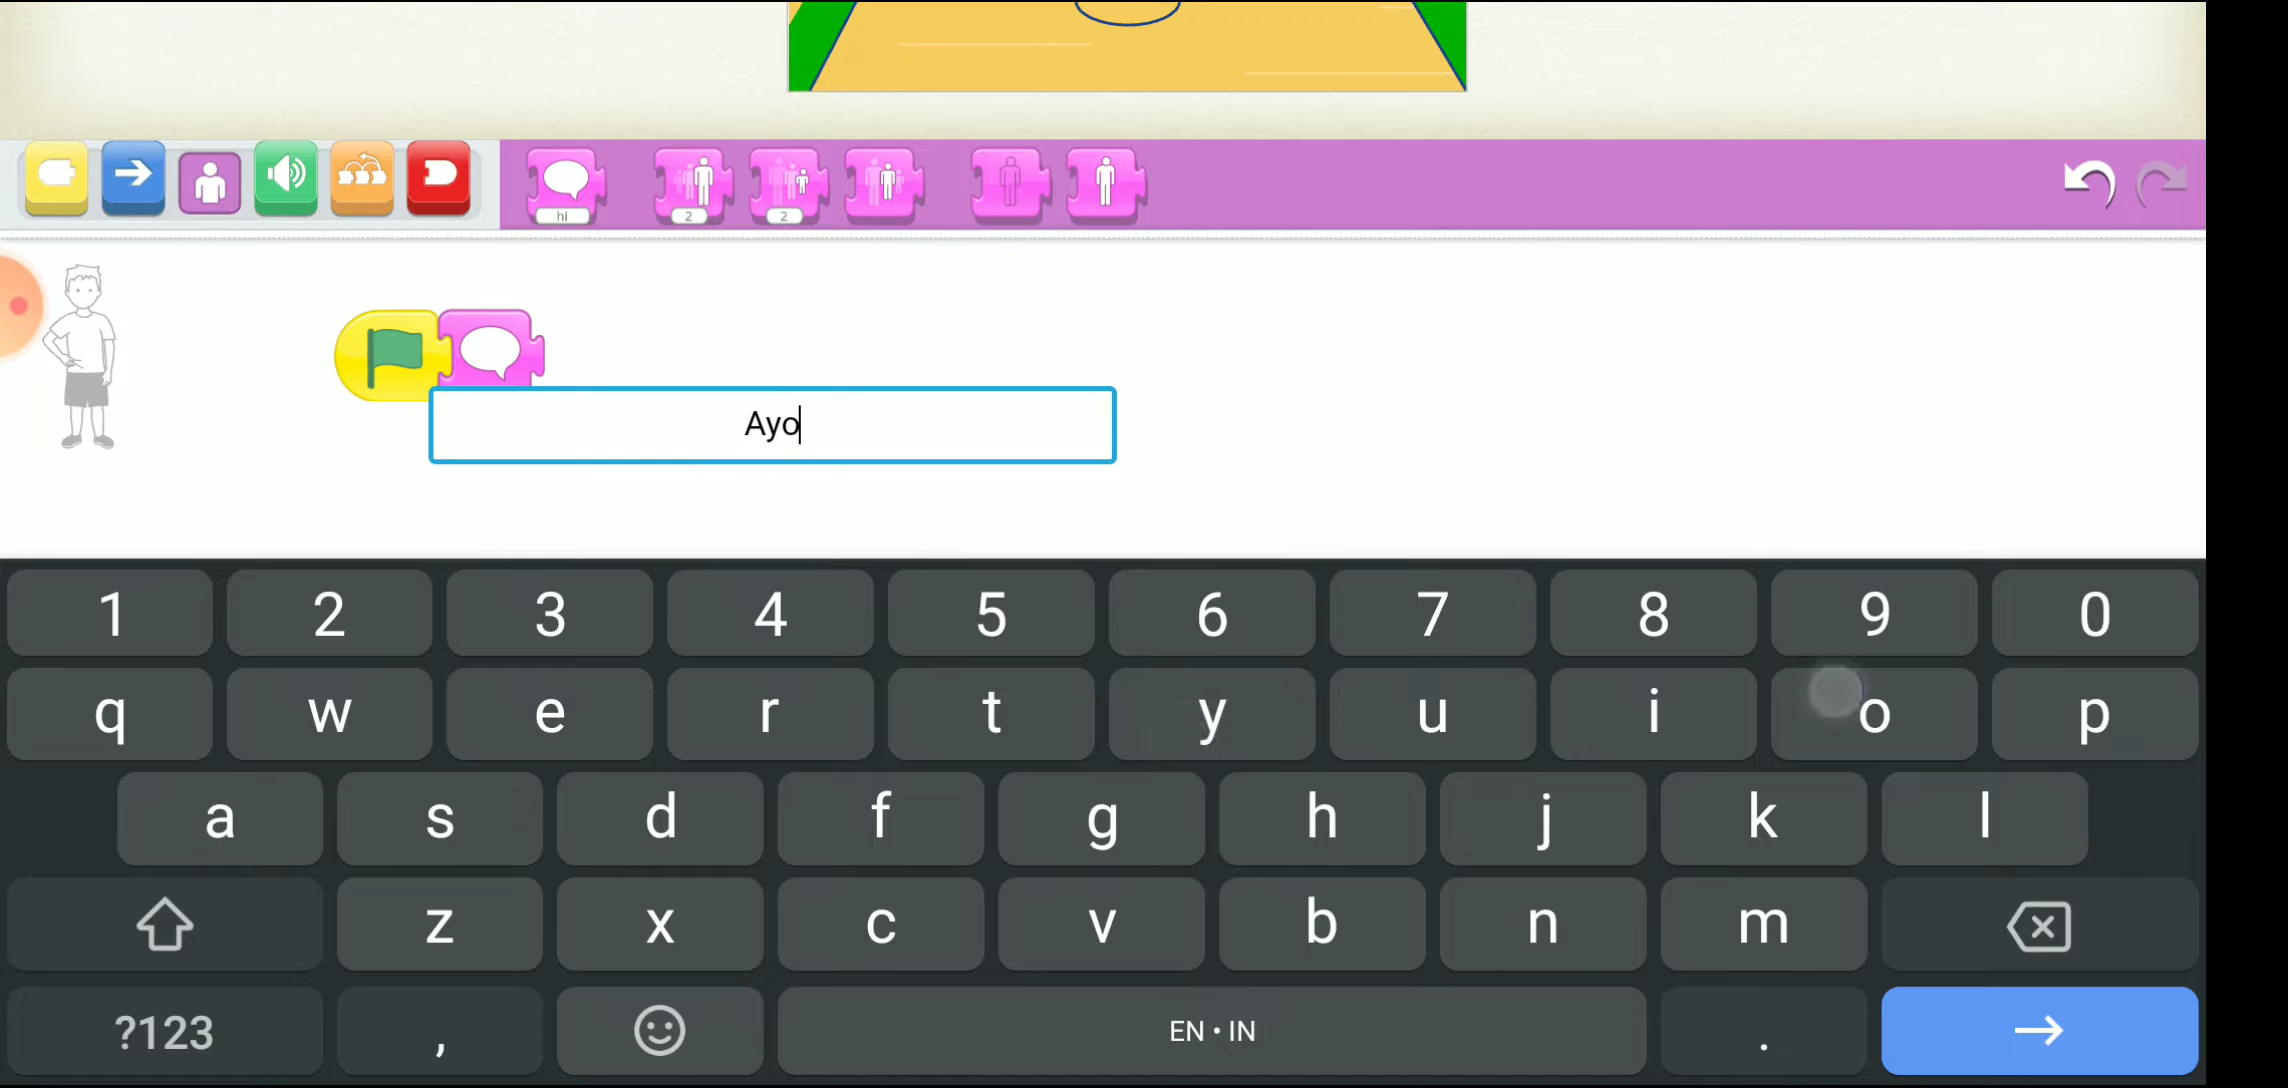 hi
2
2
Ayo
1 2 3 4 5 6 7 8 9 0
q w e r t y u i o p
a s d f g h j k l
z x c v b n m
?123 , EN • IN .